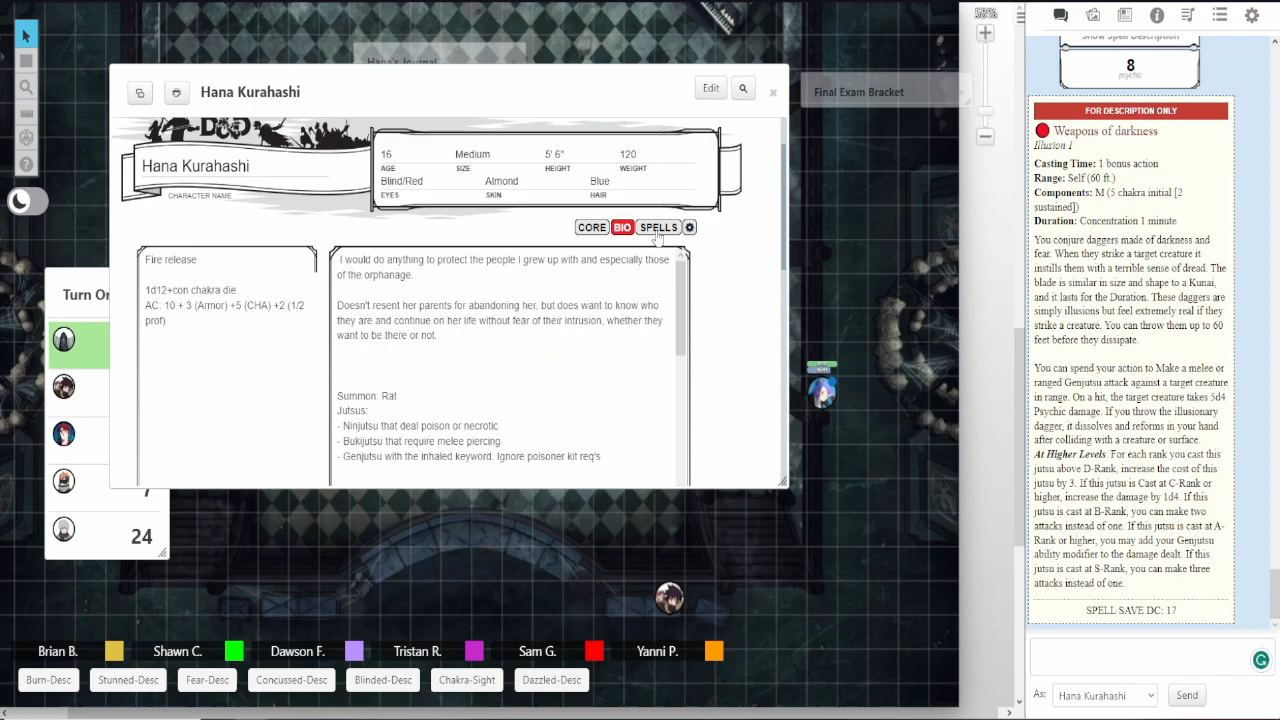 58%
Show Spell Description
Hana's Journal
8
psychic
Hana Kurahashi
Edit
Final Exam Bracket
FOR DESCRIPTION ONLY
Weapons of darkness
Illusion 1
D&D
16
Medium
5' 6"
120
AGE
SIZE
HEIGHT
WEIGHT
Hana Kurahashi
CHARACTER NAME
Blind/Red
Almond
Blue
EYES
SKIN
HAIR
CORE
BIO
SPELLS
Casting Time: 1 bonus action
Range: Self (60 ft.)
Components: M (5 chakra initial [2
sustained])
Duration: Concentration 1 minute
You conjure daggers made of darkness and
fear. When they strike a target creature it
instills them with a terrible sense of dread. The
blade is similar in size and shape to a Kunai,
and it lasts for the Duration. These daggers are
simply illusions but feel extremely real if they
strike a creature. You can throw them up to 60
feet before they dissipate.
You can spend your action to Make a melee or
ranged Genjutsu attack against a target creature
in range. On a hit, the target creature takes 5d4
Psychic damage. If you throw the illusionary
dagger, it dissolves and reforms in your hand
after colliding with a creature or surface.
At Higher Levels. For each rank you cast this
jutsu above D-Rank, increase the cost of this
jutsu by 3. If this jutsu is Cast at C-Rank or
higher, increase the damage by 1d4. If this
jutsu is cast at B-Rank, you can make two
attacks instead of one. If this jutsu is cast at A-
Rank or higher, you may add your Genjutsu
ability modifier to the damage dealt. If this
jutsu is cast at S-Rank, you can make three
attacks instead of one.
SPELL SAVE DC: 17
Fire release
1d12+con chakra die
AC: 10 + 3 (Armor) +5 (CHA) +2 (1/2
prof)
I would do anything to protect the people I grew up with and especially those
of the orphanage.
Doesn't resent her parents for abandoning her, but does want to know who
they are and continue on her life without fear of their intrusion, whether they
want to be there or not.
Summon: Rat
Jutsus:
- Ninjutsu that deal poison or necrotic
- Bukijutsu that require melee piercing
- Genjutsu with the inhaled keyword. Ignore poisoner kit req's
Turn Or
24
Brian B.
Shawn C.
Dawson F.
Tristan R.
Sam G.
Yanni P.
Burn-Desc
Stunned-Desc
Fear-Desc
Concussed-Desc
Blinded-Desc
Chakra-Sight
Dazzled-Desc
As:
Hana Kurahashi
Send